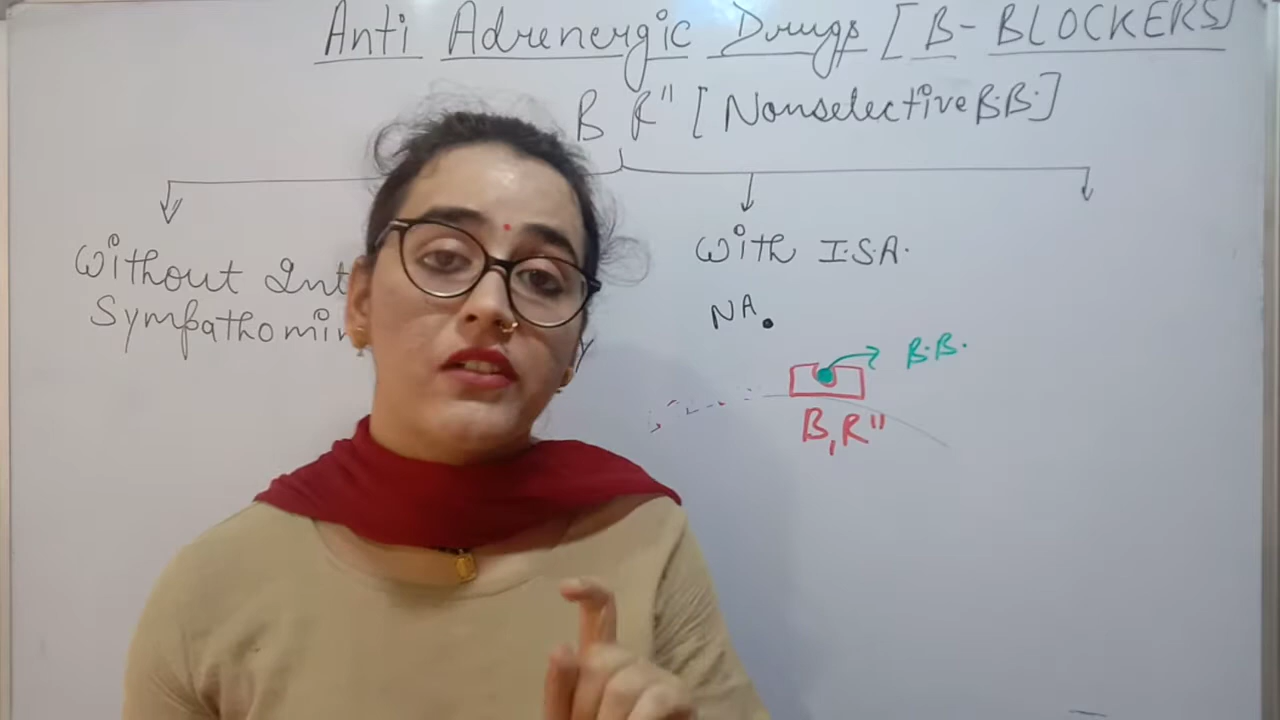 Anti Adrenergic Drugs [B-BLOCKERS]
B R" [Nonselective B.B.]
Without Int
Sympathomim
y
With I.S.A.
NA
B.B.
B1R"